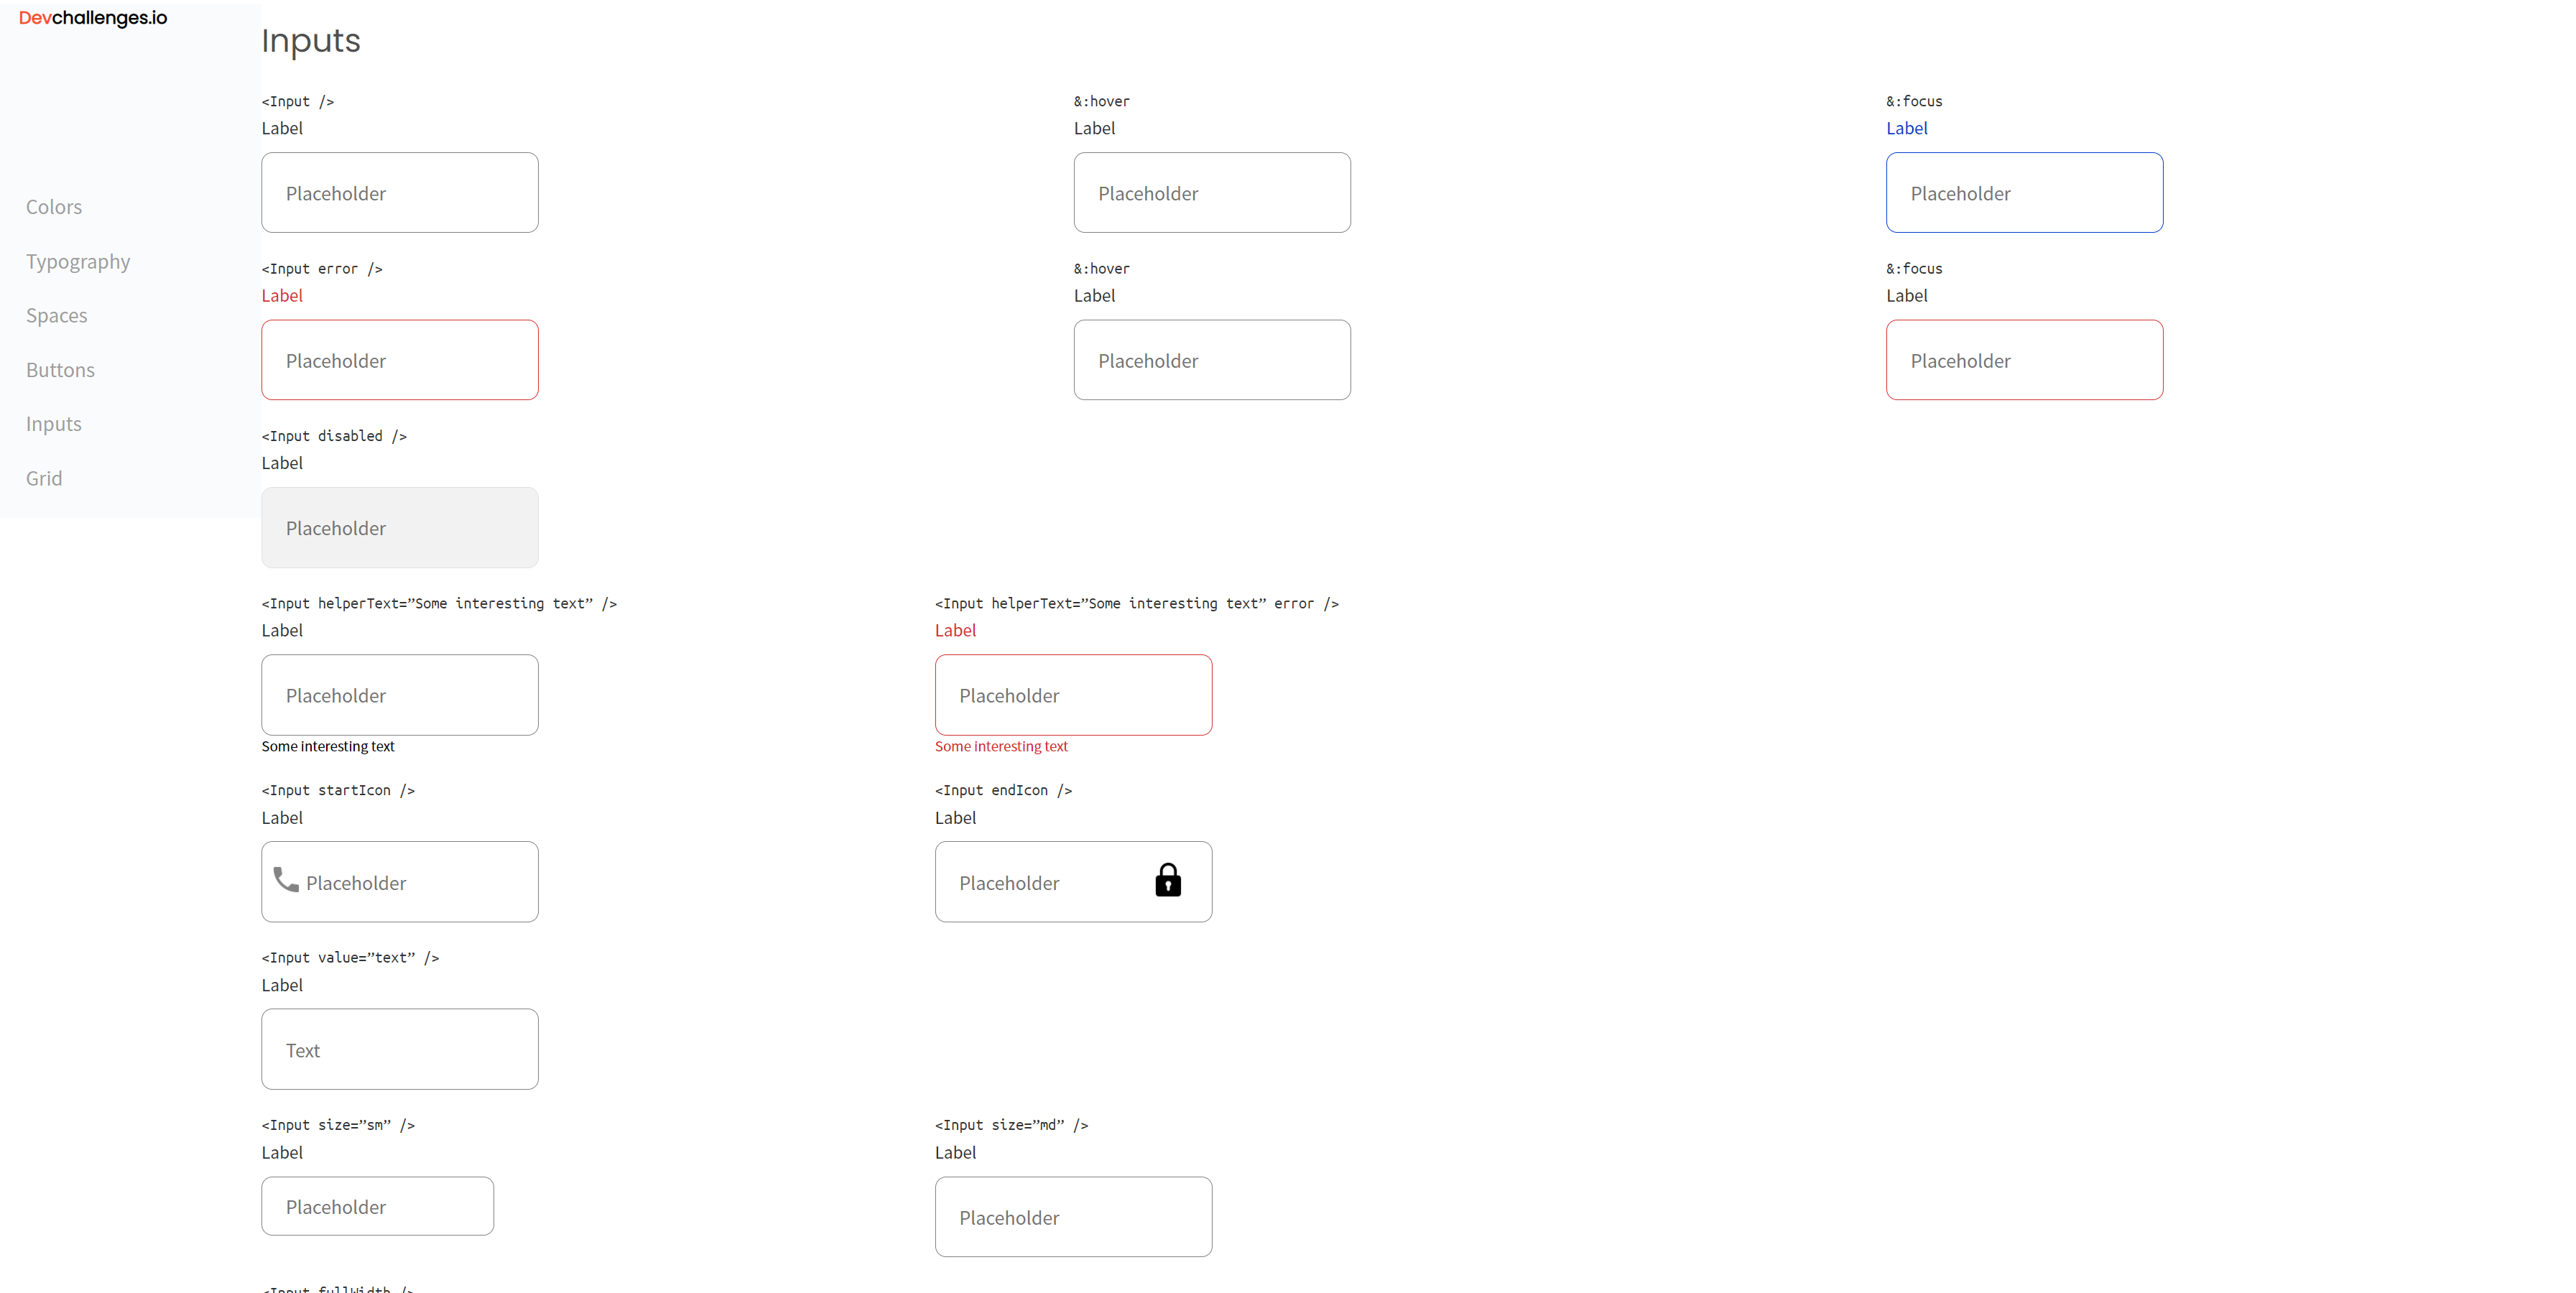 Devchallenges.io
Colors
Typography
Spaces
Buttons
Inputs
Grid
Inputs
<Input />
Label
Placeholder
&:hover
Label
Placeholder
&:focus
Label
Placeholder
<Input error />
Label
Placeholder
&:hover
Label
Placeholder
&:focus
Label
Placeholder
<Input disabled />
Label
Placeholder
<Input helperText=”Some interesting text” />
Label
Placeholder
Some interesting text
<Input helperText=”Some interesting text” error />
Label
Placeholder
Some interesting text
<Input startIcon />
Label
Placeholder
<Input endIcon />
Label
Placeholder
<Input value=”text” />
Label
Text
<Input size=”sm” />
Label
Placeholder
<Input size=”md” />
Label
Placeholder
<Input fullWidth />